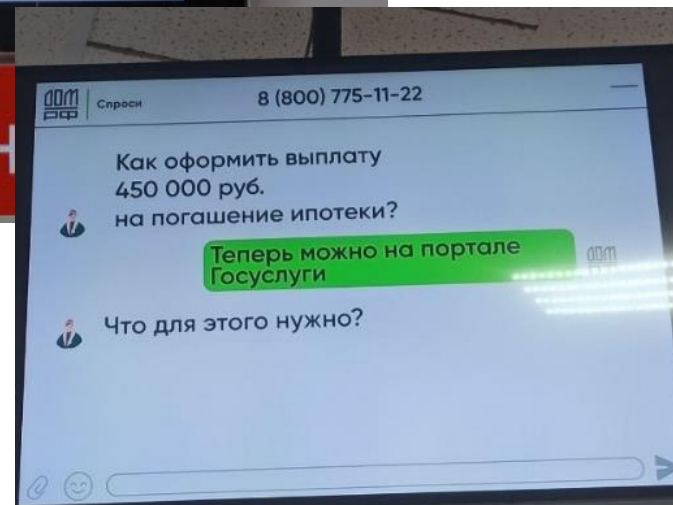 ДОМ
РФ
Спроси
8 (800) 775-11-22
Как оформить выплату
450 000 руб.
на погашение ипотеки?
Теперь можно на портале
Госуслуги
ДОМ
Что для этого нужно?